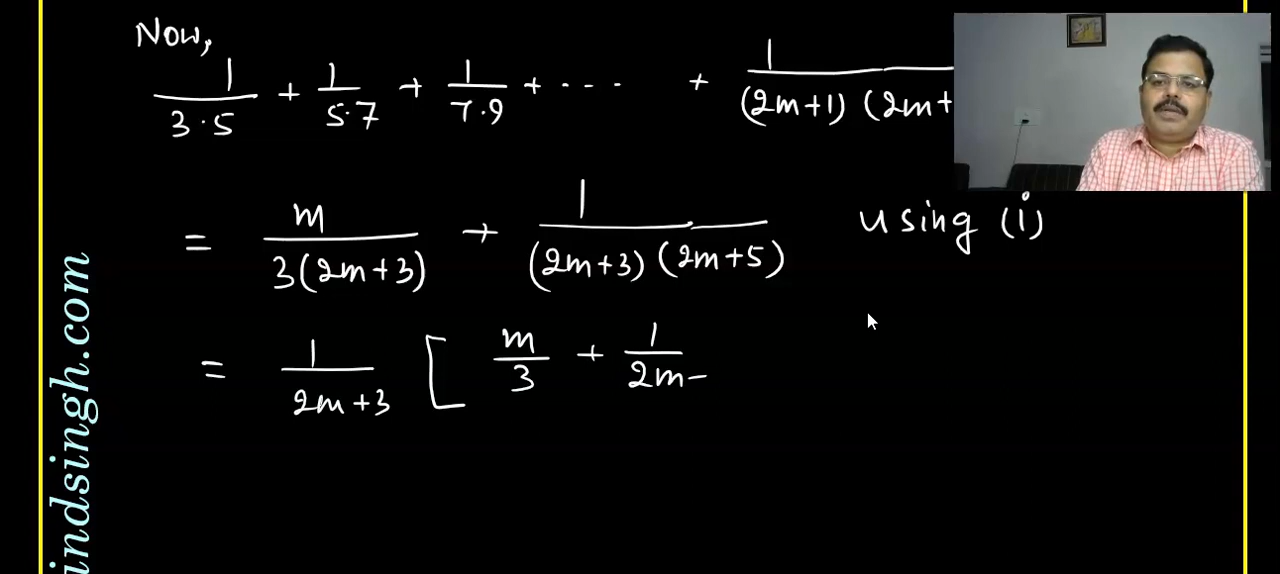 Now,
1/(3·5) + 1/(5·7) + 1/(7·9) + ---- + 1/((2m+1)(2m+
= m/(3(2m+3)) + 1/((2m+3)(2m+5)) using (i)
= 1/(2m+3) [ m/3 + 1/(2m-
indsingh.com